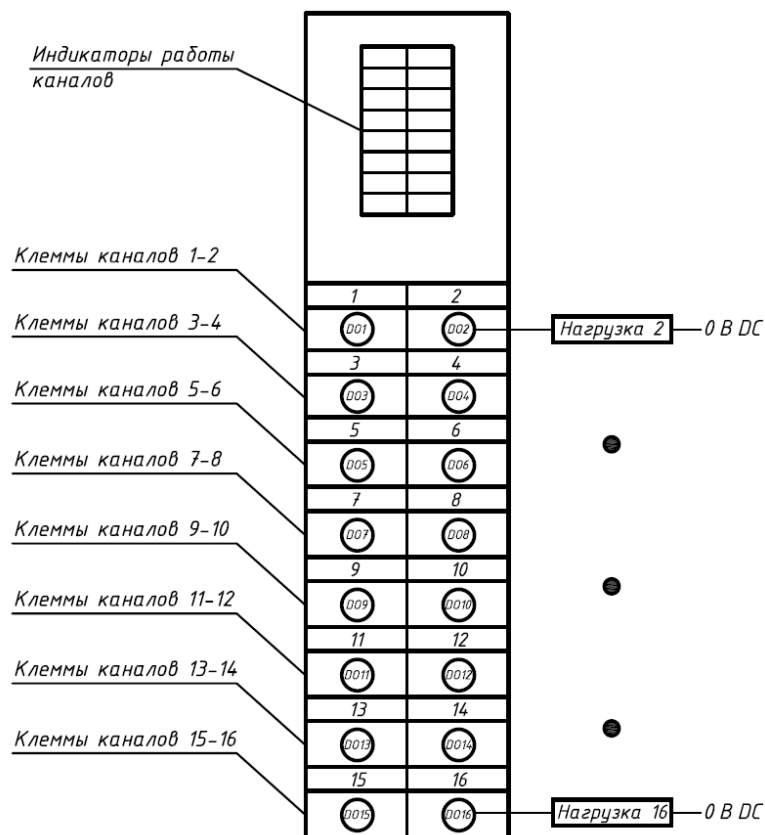 Индикаторы работы
каналов
Клеммы каналов 1-2
1 2
DO1 DO2 Нагрузка 2 0 В DC
Клеммы каналов 3-4
3 4
DO3 DO4
Клеммы каналов 5-6
5 6
DO5 DO6
Клеммы каналов 7-8
7 8
DO7 DO8
Клеммы каналов 9-10
9 10
DO9 DO10
Клеммы каналов 11-12
11 12
DO11 DO12
Клеммы каналов 13-14
13 14
DO13 DO14
Клеммы каналов 15-16
15 16
DO15 DO16 Нагрузка 16 0 В DC